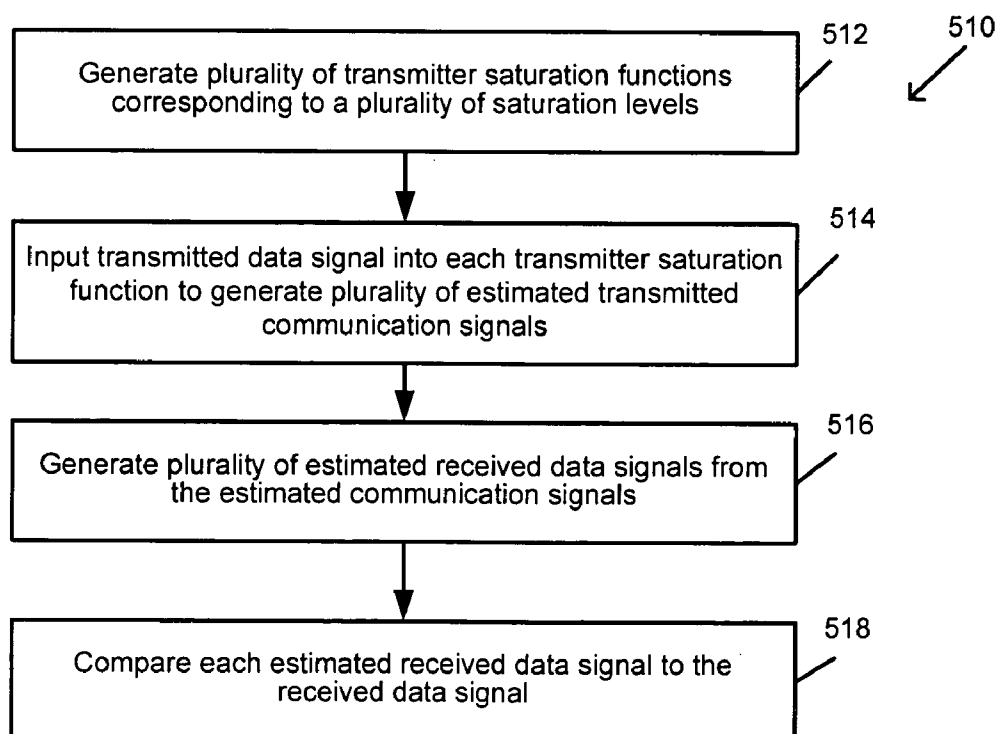 510
512
Generate plurality of transmitter saturation functions
corresponding to a plurality of saturation levels
514
Input transmitted data signal into each transmitter saturation
function to generate plurality of estimated transmitted
communication signals
516
Generate plurality of estimated received data signals from
the estimated communication signals
518
Compare each estimated received data signal to the
received data signal